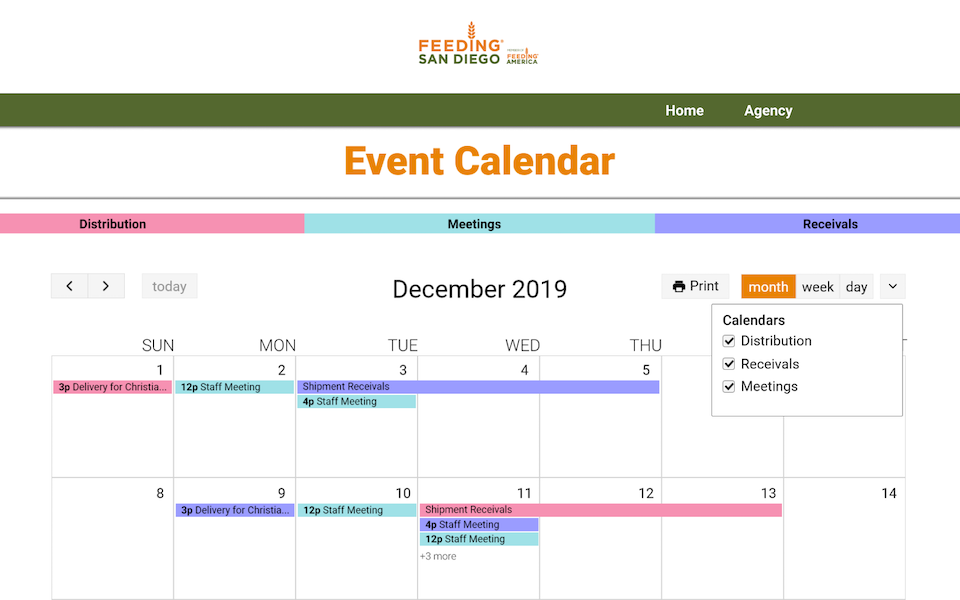 FEEDING
SAN DIEGO
FEEDING
AMERICA
Home Agency
Event Calendar
Distribution Meetings Receivals
today December 2019 Print month week day
Calendars
Distribution
Receivals
Meetings
SUN MON TUE WED THU
1 2 3 4 5
3p Delivery for Christia... 12p Staff Meeting Shipment Receivals
4p Staff Meeting
8 9 10 11 12 13 14
3p Delivery for Christia... 12p Staff Meeting Shipment Receivals
4p Staff Meeting
12p Staff Meeting
+3 more